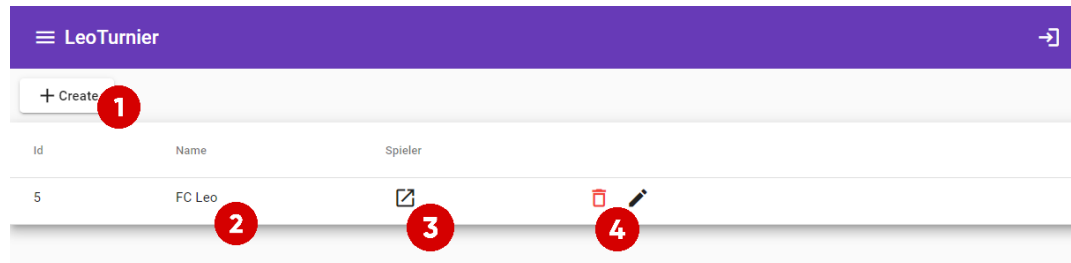 LeoTurnier
+ Create
1
Id Name Spieler
5 FC Leo
2
3
4